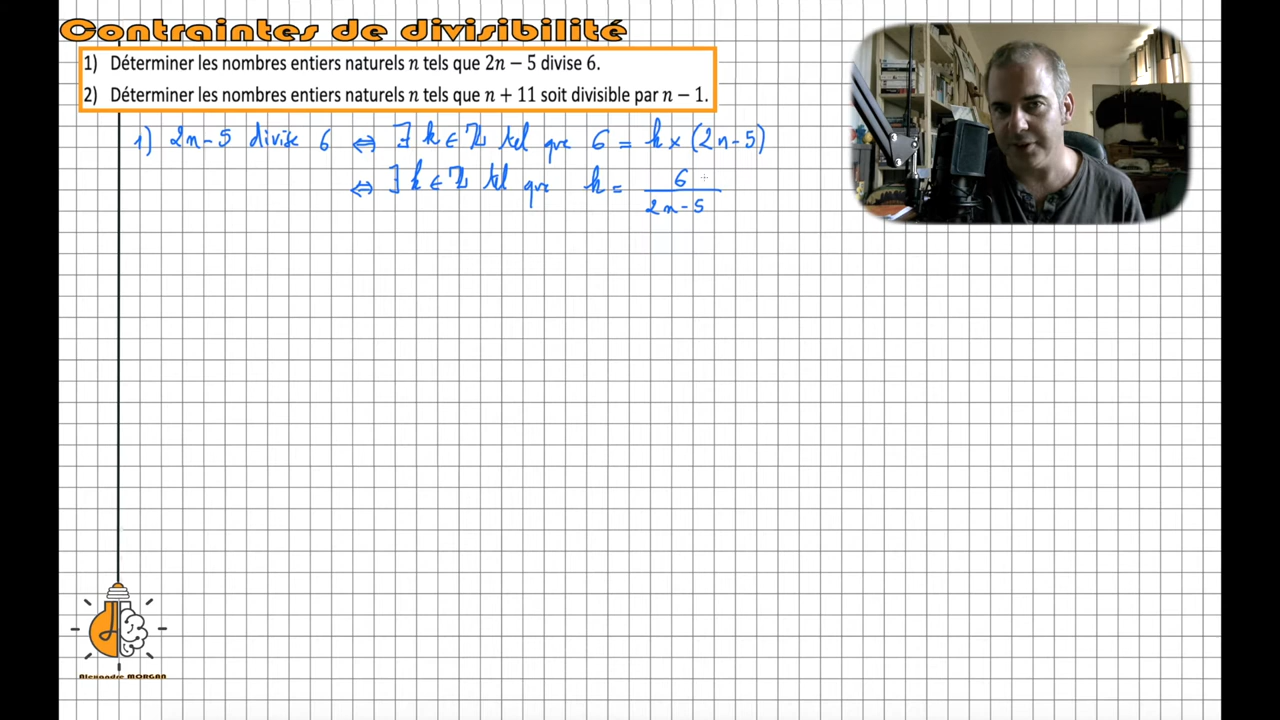 Contraintes de divisibilité
1) Déterminer les nombres entiers naturels n tels que 2n − 5 divise 6.
2) Déterminer les nombres entiers naturels n tels que n + 11 soit divisible par n − 1.
1) 2n-5 divise 6 ⇔ ∃ k ∈ ℤ tel que 6 = k × (2n-5)
⇔ ∃ k ∈ ℤ tel que k = 6 / 2n-5
Alexandre MORGAN